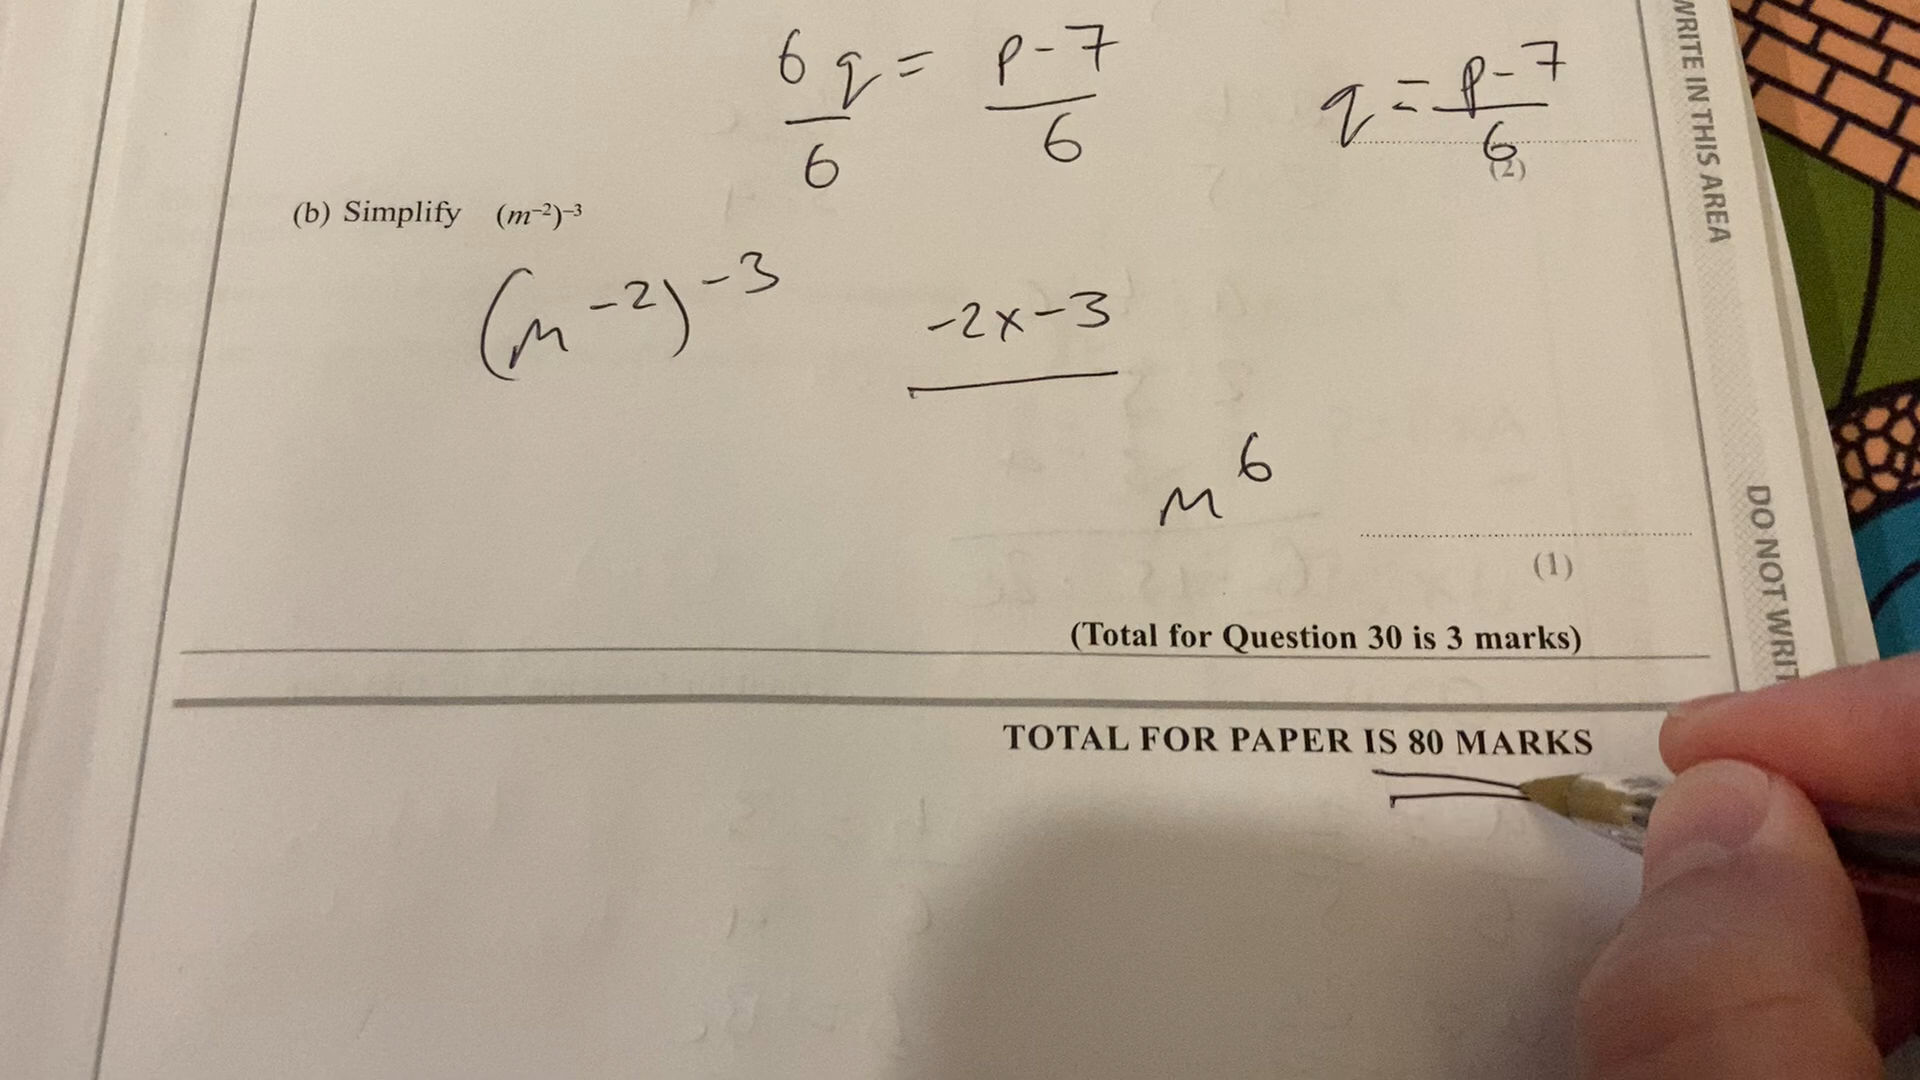 6q = p-7
6 6
q = p-7
6
(2)
(b) Simplify (m⁻²)⁻³
(m⁻²)⁻³
-2x-3
m⁶
(1)
(Total for Question 30 is 3 marks)
TOTAL FOR PAPER IS 80 MARKS
WRITE IN THIS AREA
DO NOT WRIT